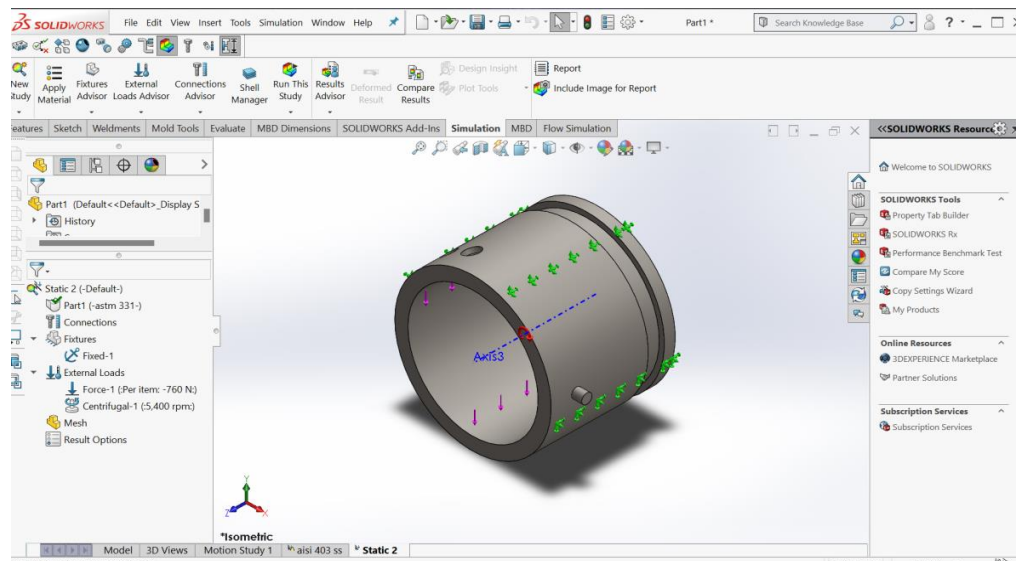 SOLIDWORKS File Edit View Insert Tools Simulation Window Help Part1 * Search Knowledge Base ?
New Study
Apply Material
Fixtures Advisor
External Loads Advisor
Connections Advisor
Shell Manager
Run This Study
Results Advisor
Deformed Result
Compare Results
Design Insight
Plot Tools
Report
Include Image for Report
eatures Sketch Weldments Mold Tools Evaluate MBD Dimensions SOLIDWORKS Add-Ins Simulation MBD Flow Simulation
Part1 (Default<<Default>_Display S
History
Static 2 (-Default-)
Part1 (-astm 331-)
Connections
Fixtures
Fixed-1
External Loads
Force-1 (:Per item: -760 N:)
Centrifugal-1 (:5,400 rpm:)
Mesh
Result Options
Axis3
Y
Z
X
*Isometric
Model 3D Views Motion Study 1 aisi 403 ss Static 2
SOLIDWORKS Resourc
Welcome to SOLIDWORKS
SOLIDWORKS Tools
Property Tab Builder
SOLIDWORKS Rx
Performance Benchmark Test
Compare My Score
Copy Settings Wizard
My Products
Online Resources
3DEXPERIENCE Marketplace
Partner Solutions
Subscription Services
Subscription Services